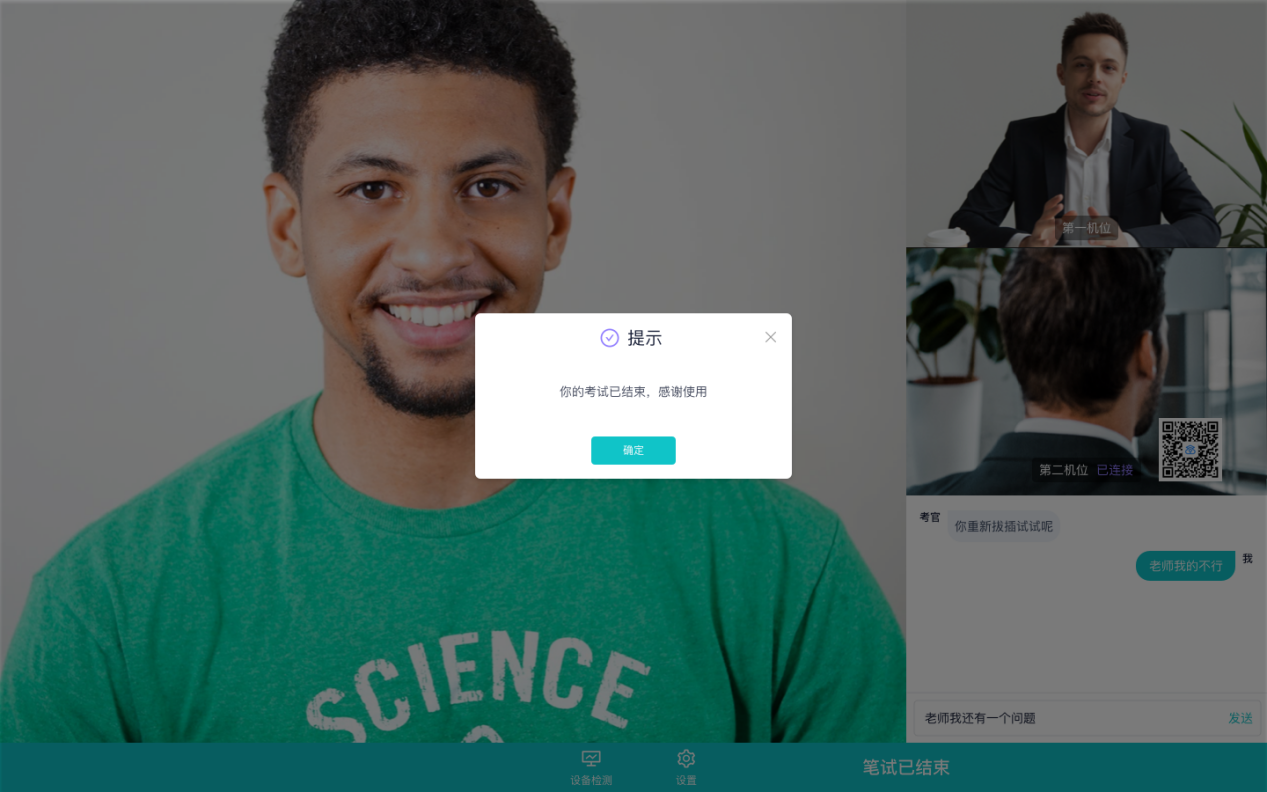 提示
你的考试已结束，感谢使用
确定
SCIENCE
第一机位
第二机位 已连接
考官
你重新拔插试试呢
我
老师我的不行
老师我还有一个问题
发送
设备检测
设置
笔试已结束